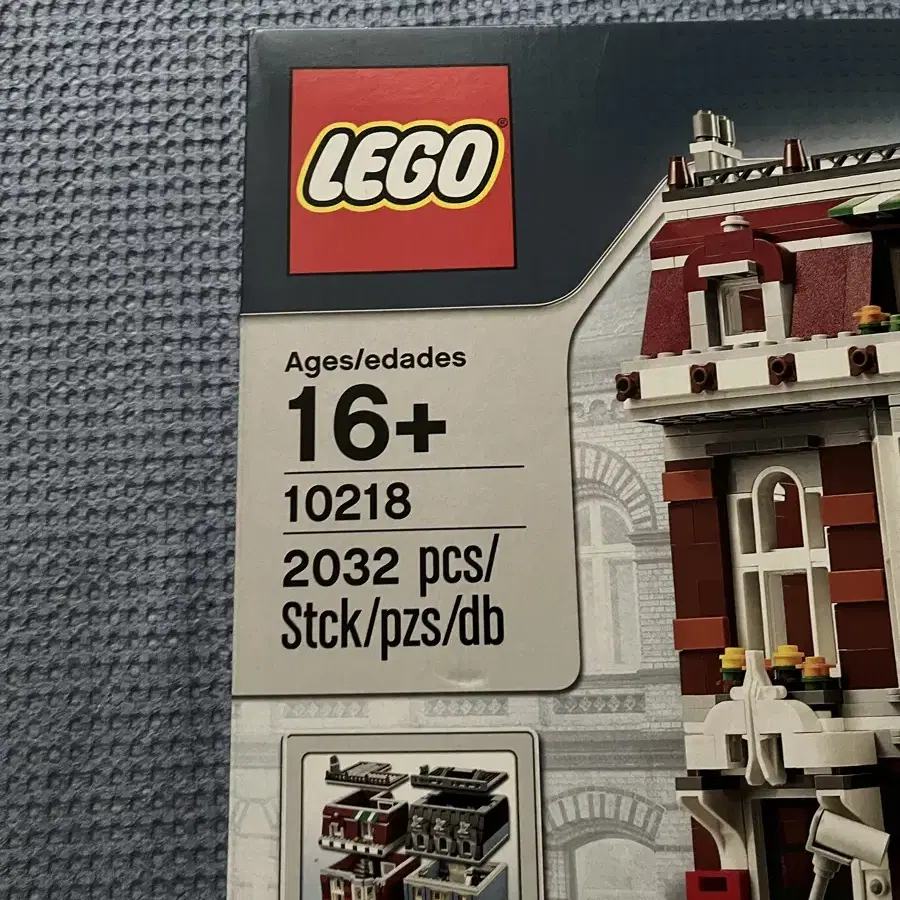 LEGO®
Ages/edades
16+
10218
2032 pcs/
Stck/pzs/db